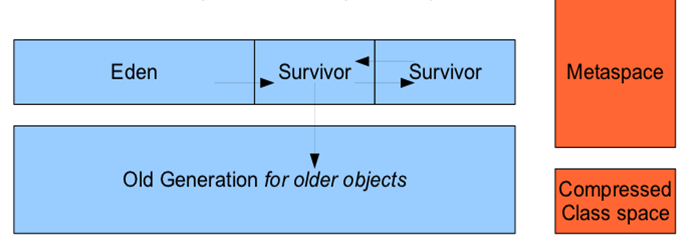 Eden
Survivor
Survivor
Metaspace
Old Generation for older objects
Compressed
Class space